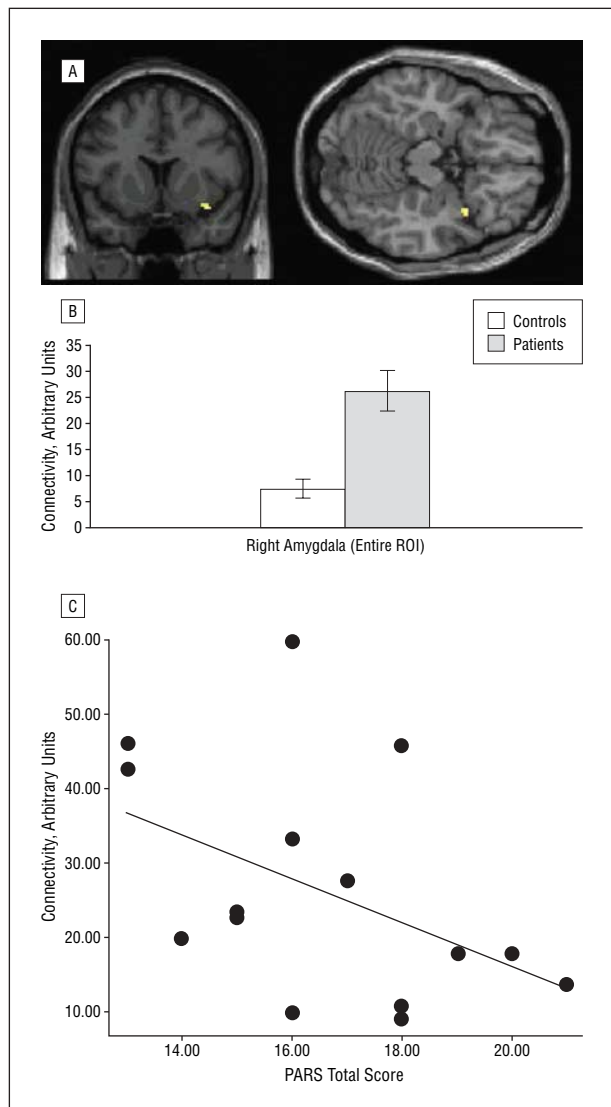 A
B
Controls
Patients
35
30
25
20
15
10
5
0
Connectivity, Arbitrary Units
Right Amygdala (Entire ROI)
C
60.00
50.00
40.00
30.00
20.00
10.00
Connectivity, Arbitrary Units
14.00 16.00 18.00 20.00
PARS Total Score